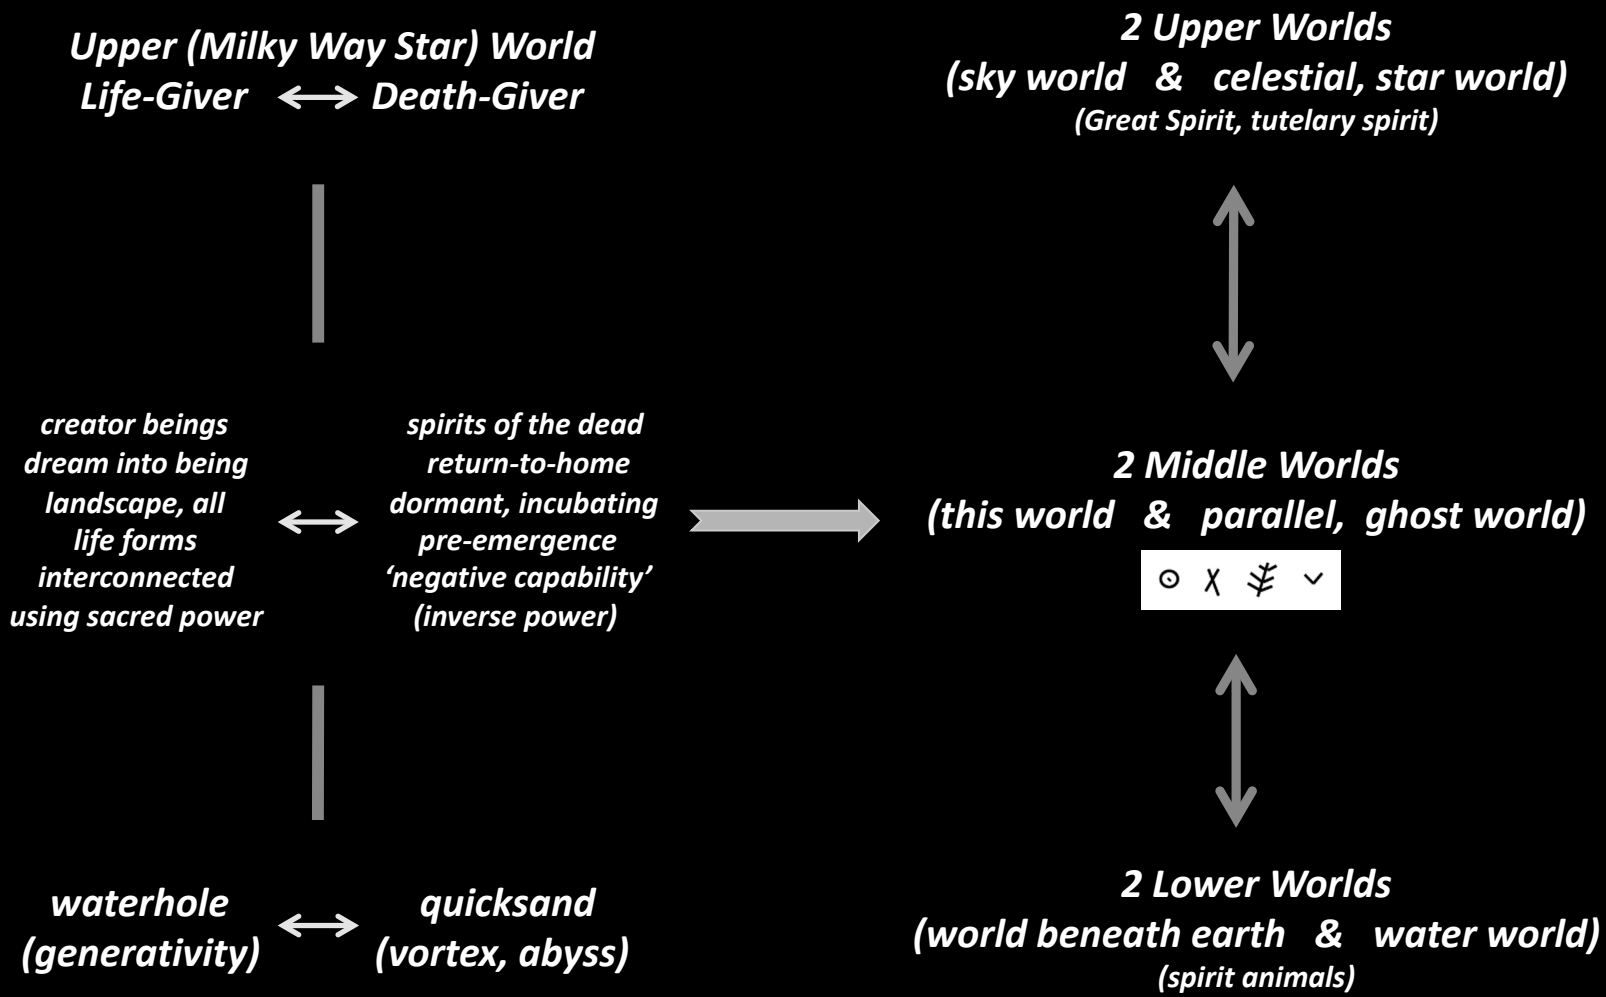 Upper (Milky Way Star) World
Life-Giver Death-Giver
creator beings
dream into being
landscape, all
life forms
interconnected
using sacred power
spirits of the dead
return-to-home
dormant, incubating
pre-emergence
‘negative capability’
(inverse power)
waterhole
(generativity)
quicksand
(vortex, abyss)
2 Upper Worlds
(sky world & celestial, star world)
(Great Spirit, tutelary spirit)
2 Middle Worlds
(this world & parallel, ghost world)
2 Lower Worlds
(world beneath earth & water world)
(spirit animals)